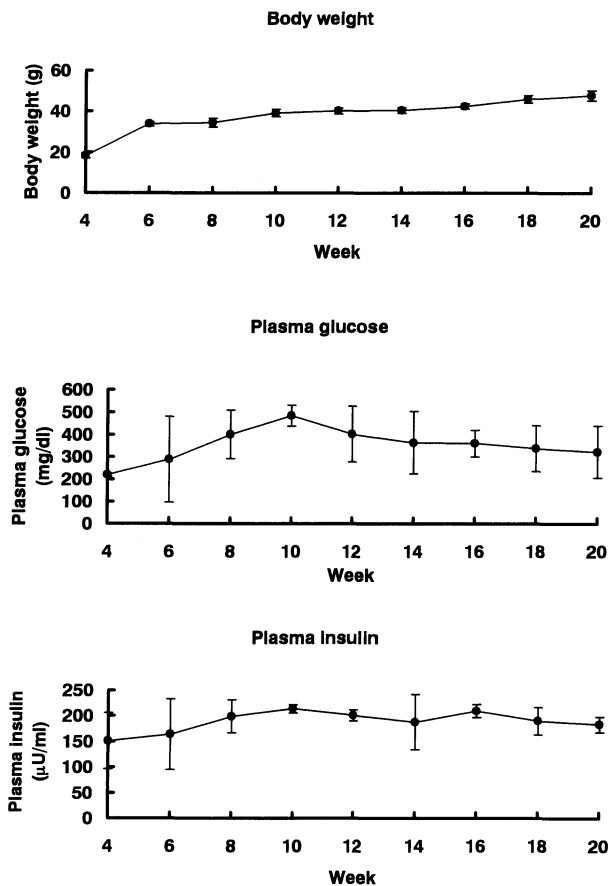 Body weight
Body weight (g)
60
40
20
0
4 6 8 10 12 14 16 18 20
Week
Plasma glucose
Plasma glucose
(mg/dl)
600
500
400
300
200
100
0
4 6 8 10 12 14 16 18 20
Week
Plasma insulin
Plasma insulin
(μU/ml)
250
200
150
100
50
0
4 6 8 10 12 14 16 18 20
Week